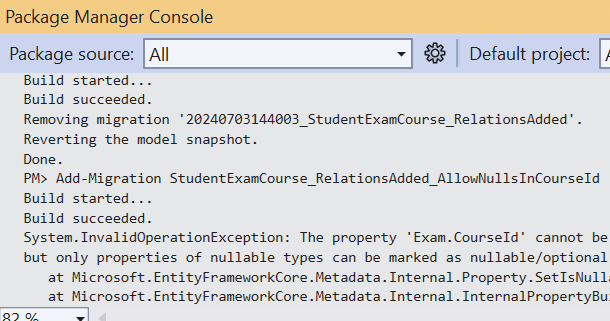 Package Manager Console
Package source: All Default project:
Build started...
Build succeeded.
Removing migration '20240703144003_StudentExamCourse_RelationsAdded'.
Reverting the model snapshot.
Done.
PM> Add-Migration StudentExamCourse_RelationsAdded_AllowNullsInCourseId
Build started...
Build succeeded.
System.InvalidOperationException: The property 'Exam.CourseId' cannot be
but only properties of nullable types can be marked as nullable/optional
at Microsoft.EntityFrameworkCore.Metadata.Internal.Property.SetIsNulla
at Microsoft.EntityFrameworkCore.Metadata.Internal.InternalPropertyBui
82 %